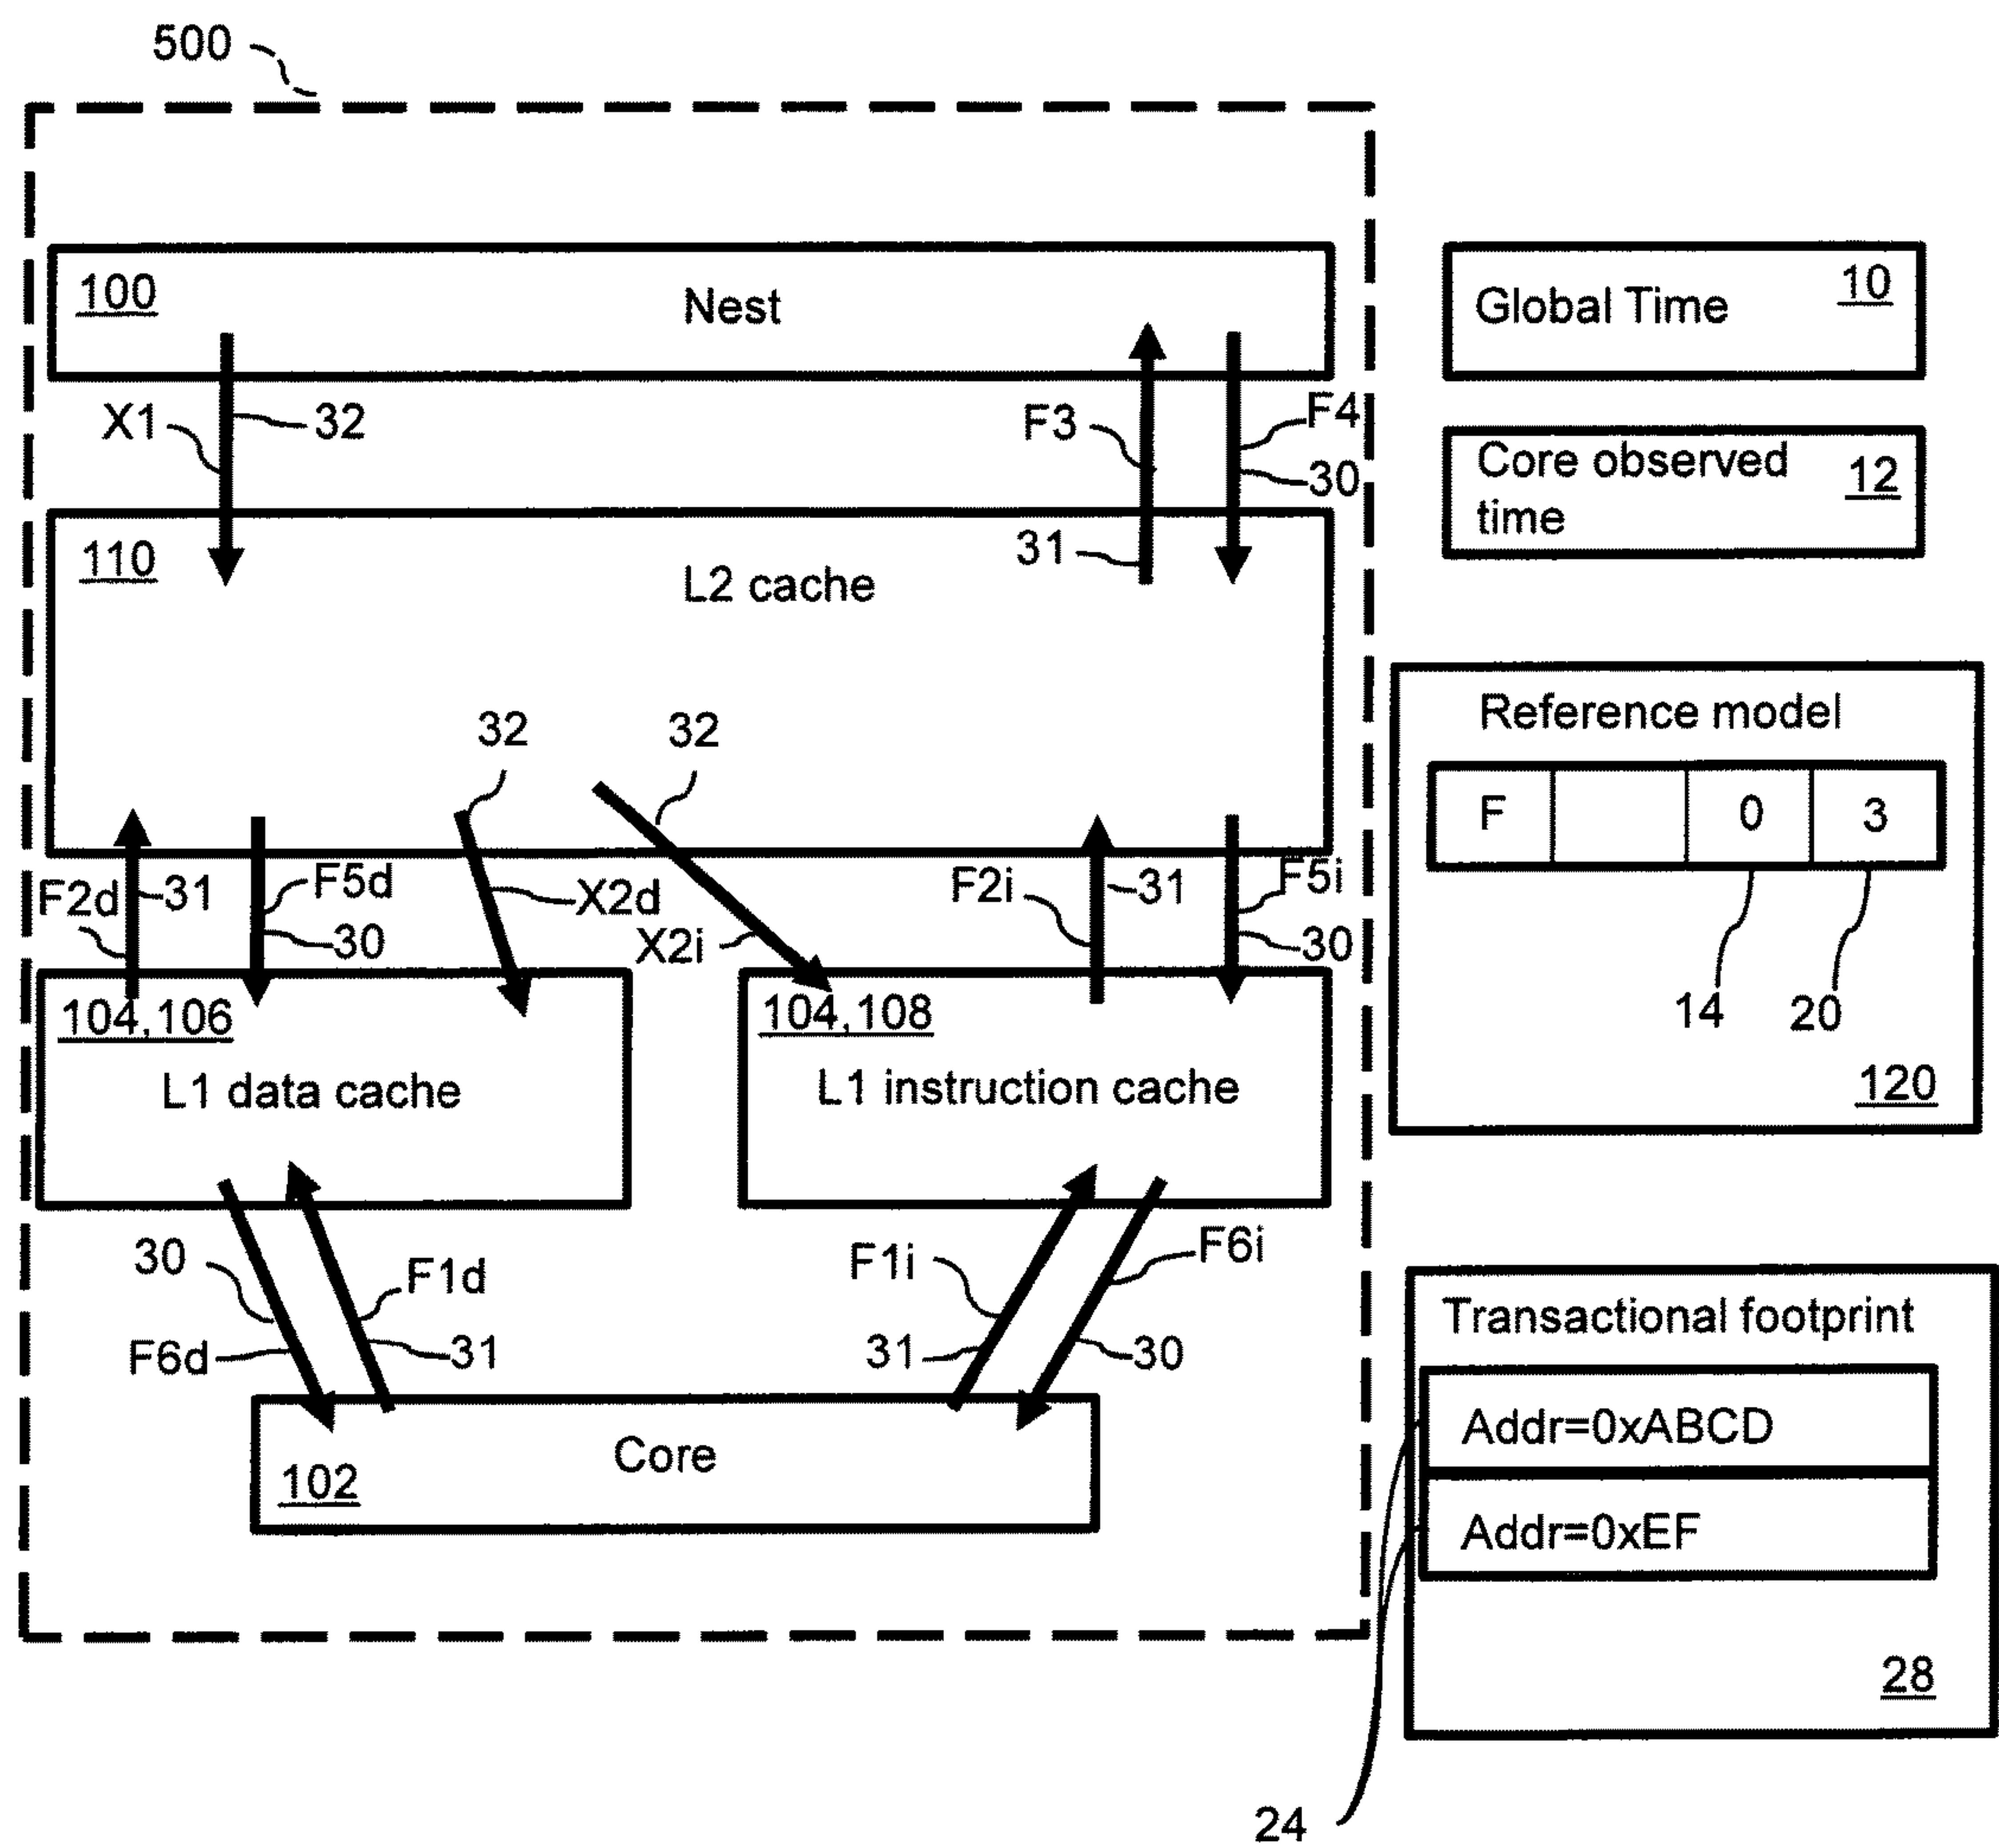 500
100
Nest
10
Global Time
X1
32
F3
F4
30
Core observed
time
12
110
L2 cache
31
Reference model
F
0
3
14
20
120
32
32
F2d
31
F5d
30
X2d
X2i
F2i
31
F5i
30
104,106
L1 data cache
104,108
L1 instruction cache
30
F6d
F1d
31
F1i
31
F6i
30
102
Core
Transactional footprint
Addr=0xABCD
Addr=0xEF
28
24